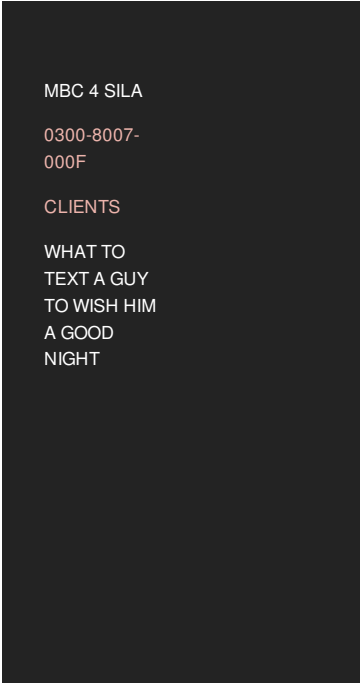 MBC 4 SILA
0300-8007-
000F
CLIENTS
WHAT TO
TEXT A GUY
TO WISH HIM
A GOOD
NIGHT